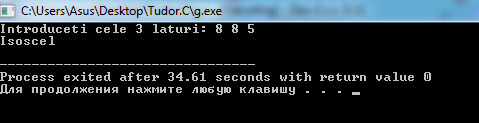 C:\Users\Asus\Desktop\Tudor.C\g.exe
Introduceti cele 3 laturi: 8 8 5
Isoscel
--------------------------------
Process exited after 34.61 seconds with return value 0
Для продолжения нажмите любую клавишу . . .